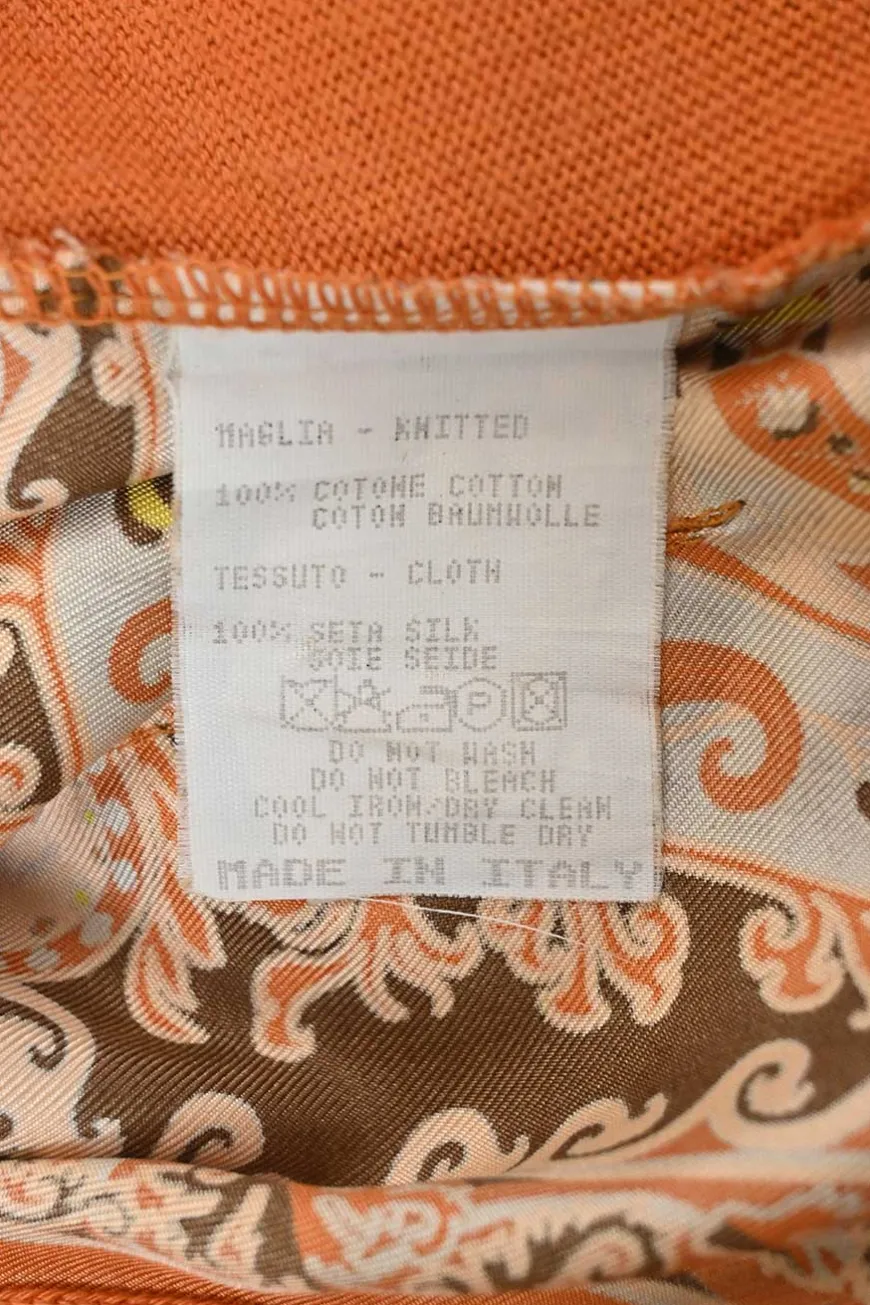 MAGLIA - KNITTED
100% COTONE COTTON
COTON BAUMWOLLE
TESSUTO - CLOTH
100% SETA SILK
SOIE SEIDE
P
DO NOT WASH
DO NOT BLEACH
COOL IRON/DRY CLEAN
DO NOT TUMBLE DRY
MADE IN ITALY